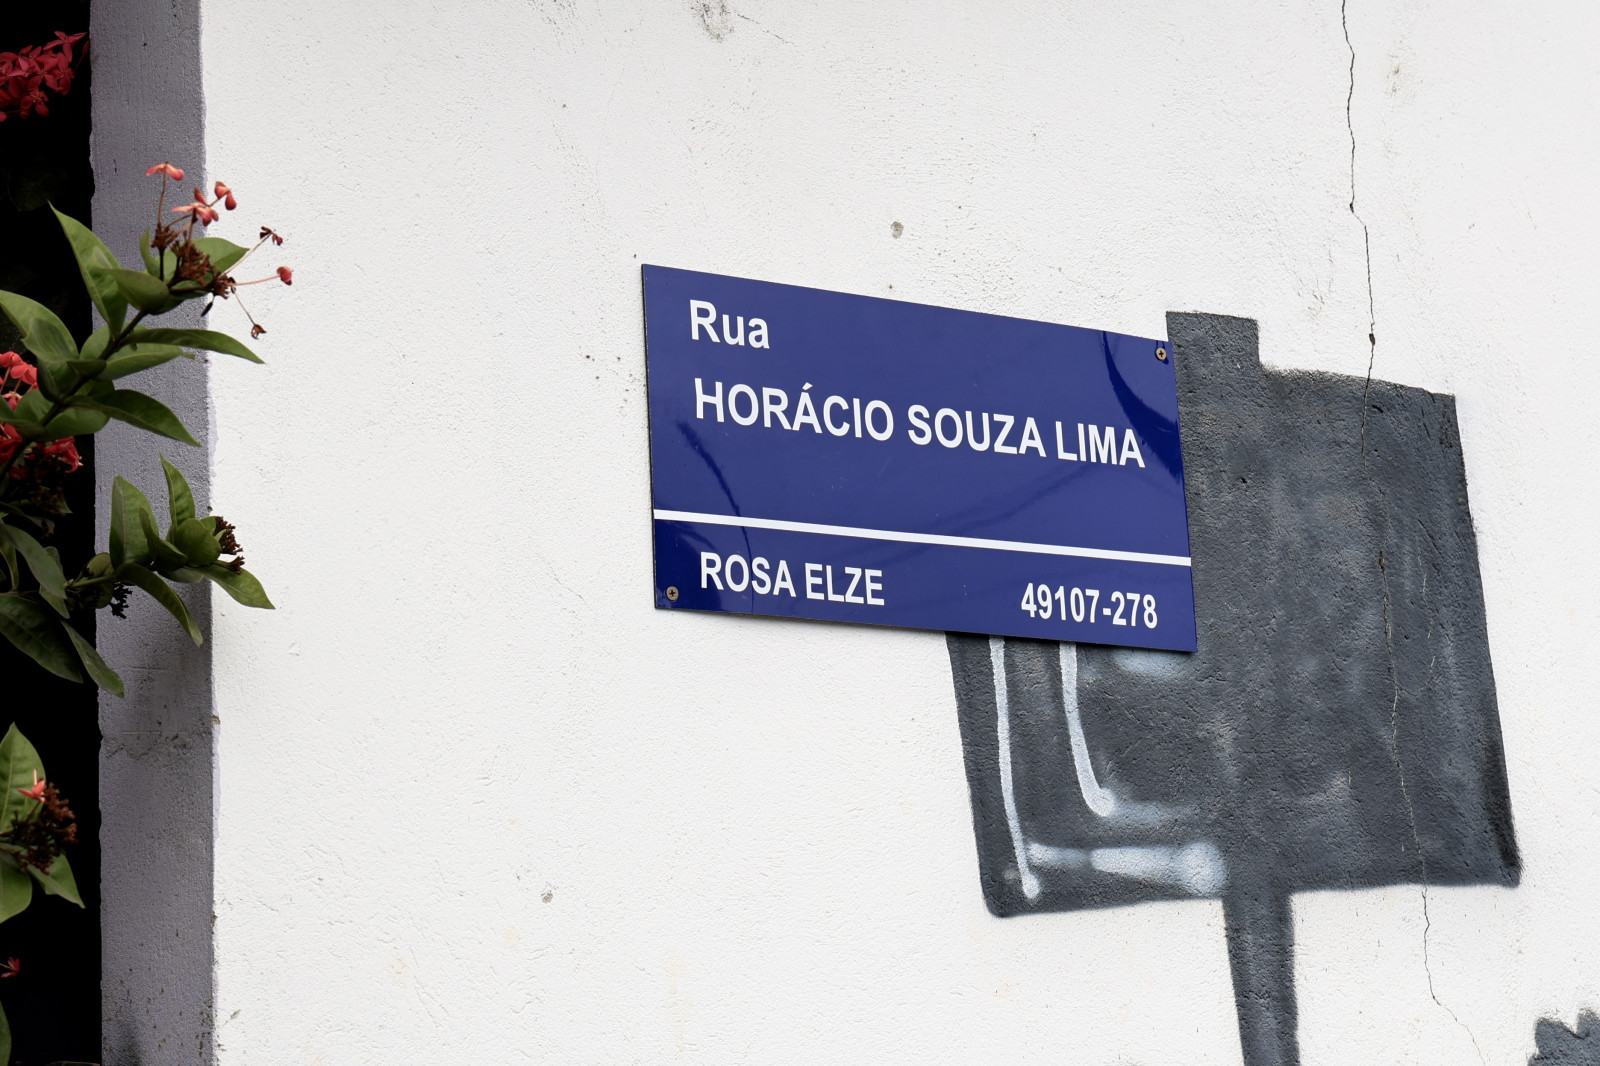 Rua
HORÁCIO SOUZA LIMA
ROSA ELZE 49107-278